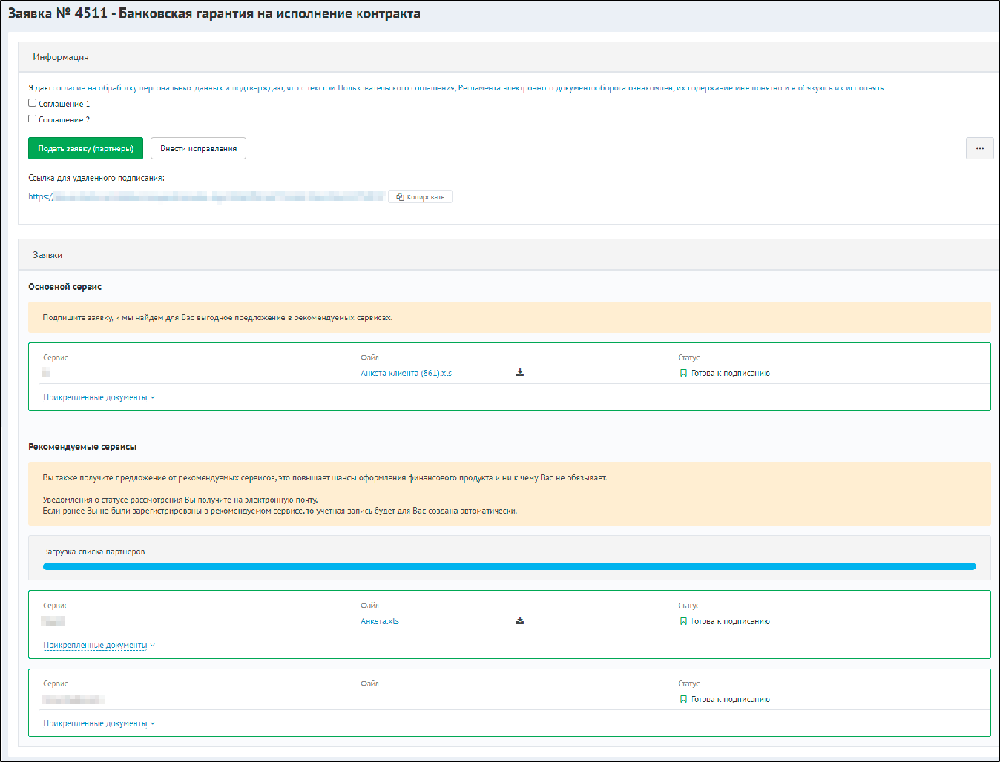 Заявка № 4511 - Банковская гарантия на исполнение контракта
Информация
Я даю согласие на обработку персональных данных и подтверждаю, что с текстом Пользовательского соглашения, Регламента электронного документооборота ознакомлен, их содержание мне понятно и я обязуюсь их исполнять.
Соглашение 1
Соглашение 2
Подать заявку (партнеры) Внести исправления ...
Ссылка для удаленного подписания:
https:// Копировать
Заявки
Основной сервис
Подпишите заявку, и мы найдем для Вас выгодное предложение в рекомендуемых сервисах.
Сервис Файл Статус
Анкета клиента (861).xls Готова к подписанию
Прикрепленные документы
Рекомендуемые сервисы
Вы также получите предложение от рекомендуемых сервисов, это повышает шансы оформления финансового продукта и ни к чему Вас не обязывает.
Уведомления о статусе рассмотрения Вы получите на электронную почту.
Если ранее Вы не были зарегистрированы в рекомендуемом сервисе, то учетная запись будет для Вас создана автоматически.
Загрузка списка партнеров
Сервис Файл Статус
Анкета.xls Готова к подписанию
Прикрепленные документы
Сервис Файл Статус
Готова к подписанию
Прикрепленные документы